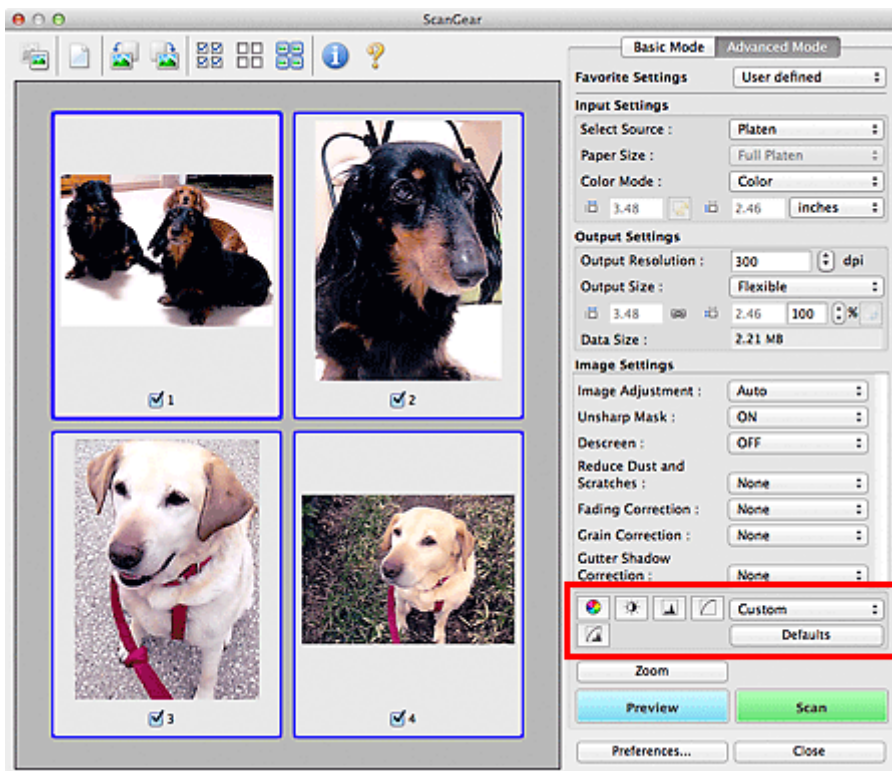 ScanGear
Basic Mode Advanced Mode
Favorite Settings User defined
Input Settings
Select Source : Platen
Paper Size : Full Platen
Color Mode : Color
3.48 2.46 inches
Output Settings
Output Resolution : 300 dpi
Output Size : Flexible
3.48 2.46 100 %
Data Size : 2.21 MB
Image Settings
Image Adjustment : Auto
Unsharp Mask : ON
Descreen : OFF
Reduce Dust and
Scratches : None
Fading Correction : None
Grain Correction : None
Gutter Shadow
Correction : None
Custom
Defaults
Zoom
Preview Scan
Preferences... Close
1
2
3
4